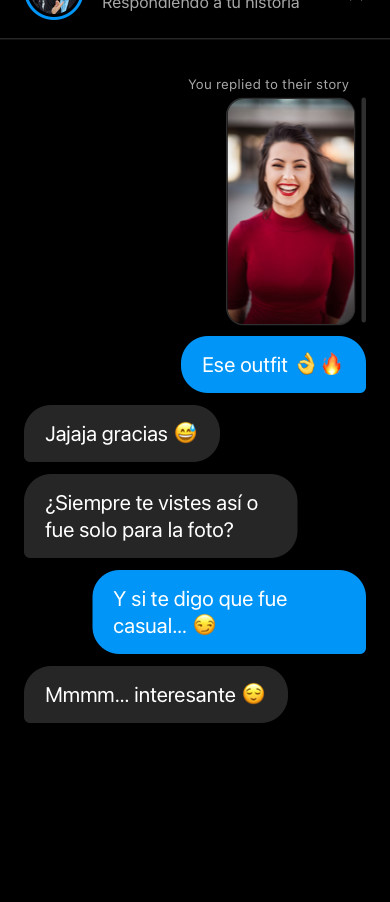 Respondiendo a tu historia
You replied to their story
Ese outfit 👌🔥
Jajaja gracias 😅
¿Siempre te vistes así o
fue solo para la foto?
Y si te digo que fue
casual... 😏
Mmmm... interesante 😌